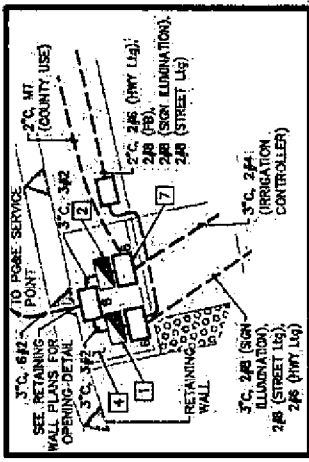 TO PG&E SERVICE
POINT
3"C, 6#2
SEE RETAINING
WALL PLANS FOR
OPENING DETAIL
3"C, 3#2
3"C, 3#2
2"C, MT
(COUNTY USE)
2
4
1
7
RETAINING
WALL
2"C, 2#6 (HWY Ltg)
2#8 (PB),
2#8 (SIGN ILLUMINATION),
2#8 (STREET Ltg)
3"C, 2#4
(IRRIGATION
CONTROLLER)
3"C, 2#8 (SIGN
ILLUMINATION),
2#8 (STREET Ltg),
2#6 (HWY Ltg)